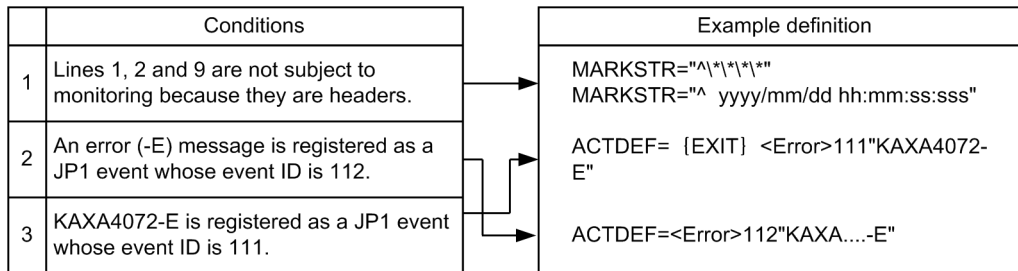 Conditions
1
Lines 1, 2 and 9 are not subject to
monitoring because they are headers.
2
An error (-E) message is registered as a
JP1 event whose event ID is 112.
3
KAXA4072-E is registered as a JP1 event
whose event ID is 111.
Example definition
MARKSTR="^\*\*\*\*"
MARKSTR="^  yyyy/mm/dd hh:mm:ss:sss"
ACTDEF= {EXIT} <Error>111"KAXA4072-
E"
ACTDEF=<Error>112"KAXA....-E"